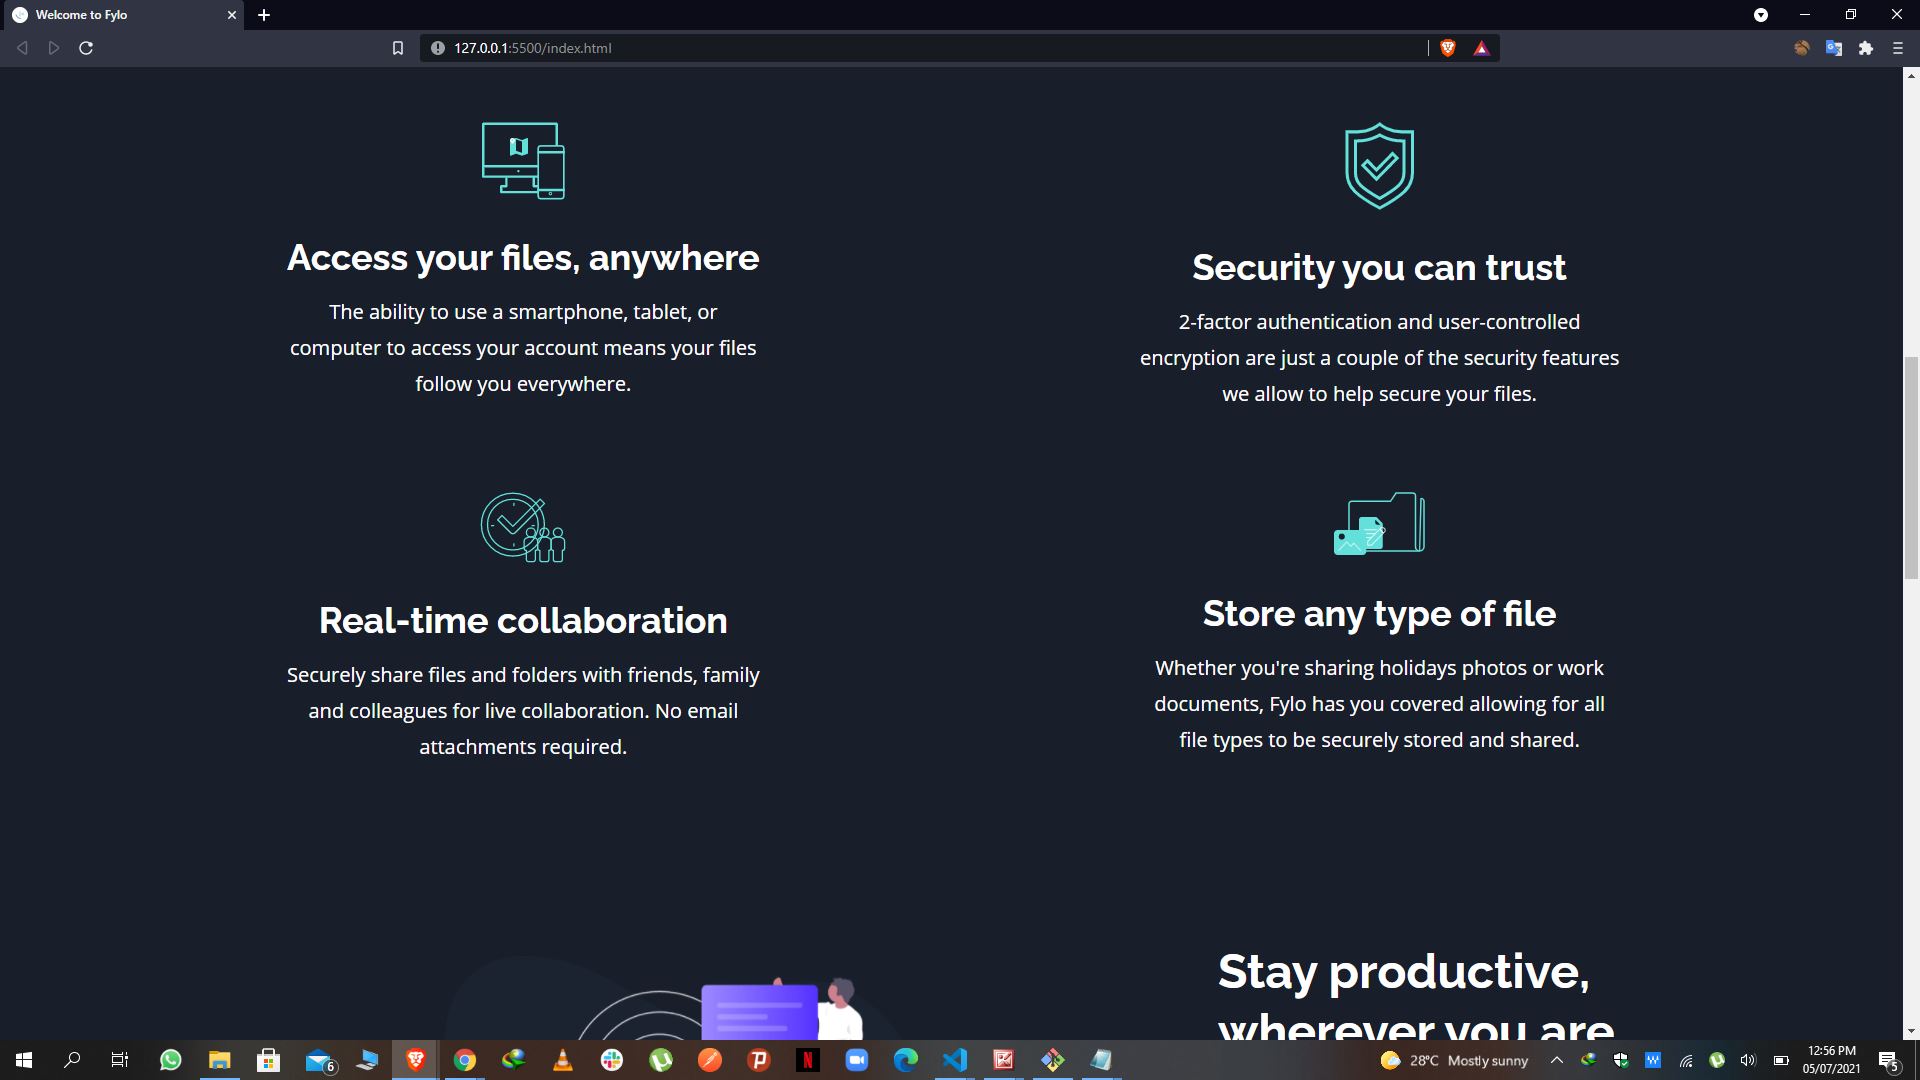 Welcome to Fylo
127.0.0.1:5500/index.html
Access your files, anywhere
The ability to use a smartphone, tablet, or
computer to access your account means your files
follow you everywhere.
Security you can trust
2-factor authentication and user-controlled
encryption are just a couple of the security features
we allow to help secure your files.
Real-time collaboration
Securely share files and folders with friends, family
and colleagues for live collaboration. No email
attachments required.
Store any type of file
Whether you're sharing holidays photos or work
documents, Fylo has you covered allowing for all
file types to be securely stored and shared.
Stay productive,
wherever you are
6
28°C Mostly sunny
12:56 PM
05/07/2021
5